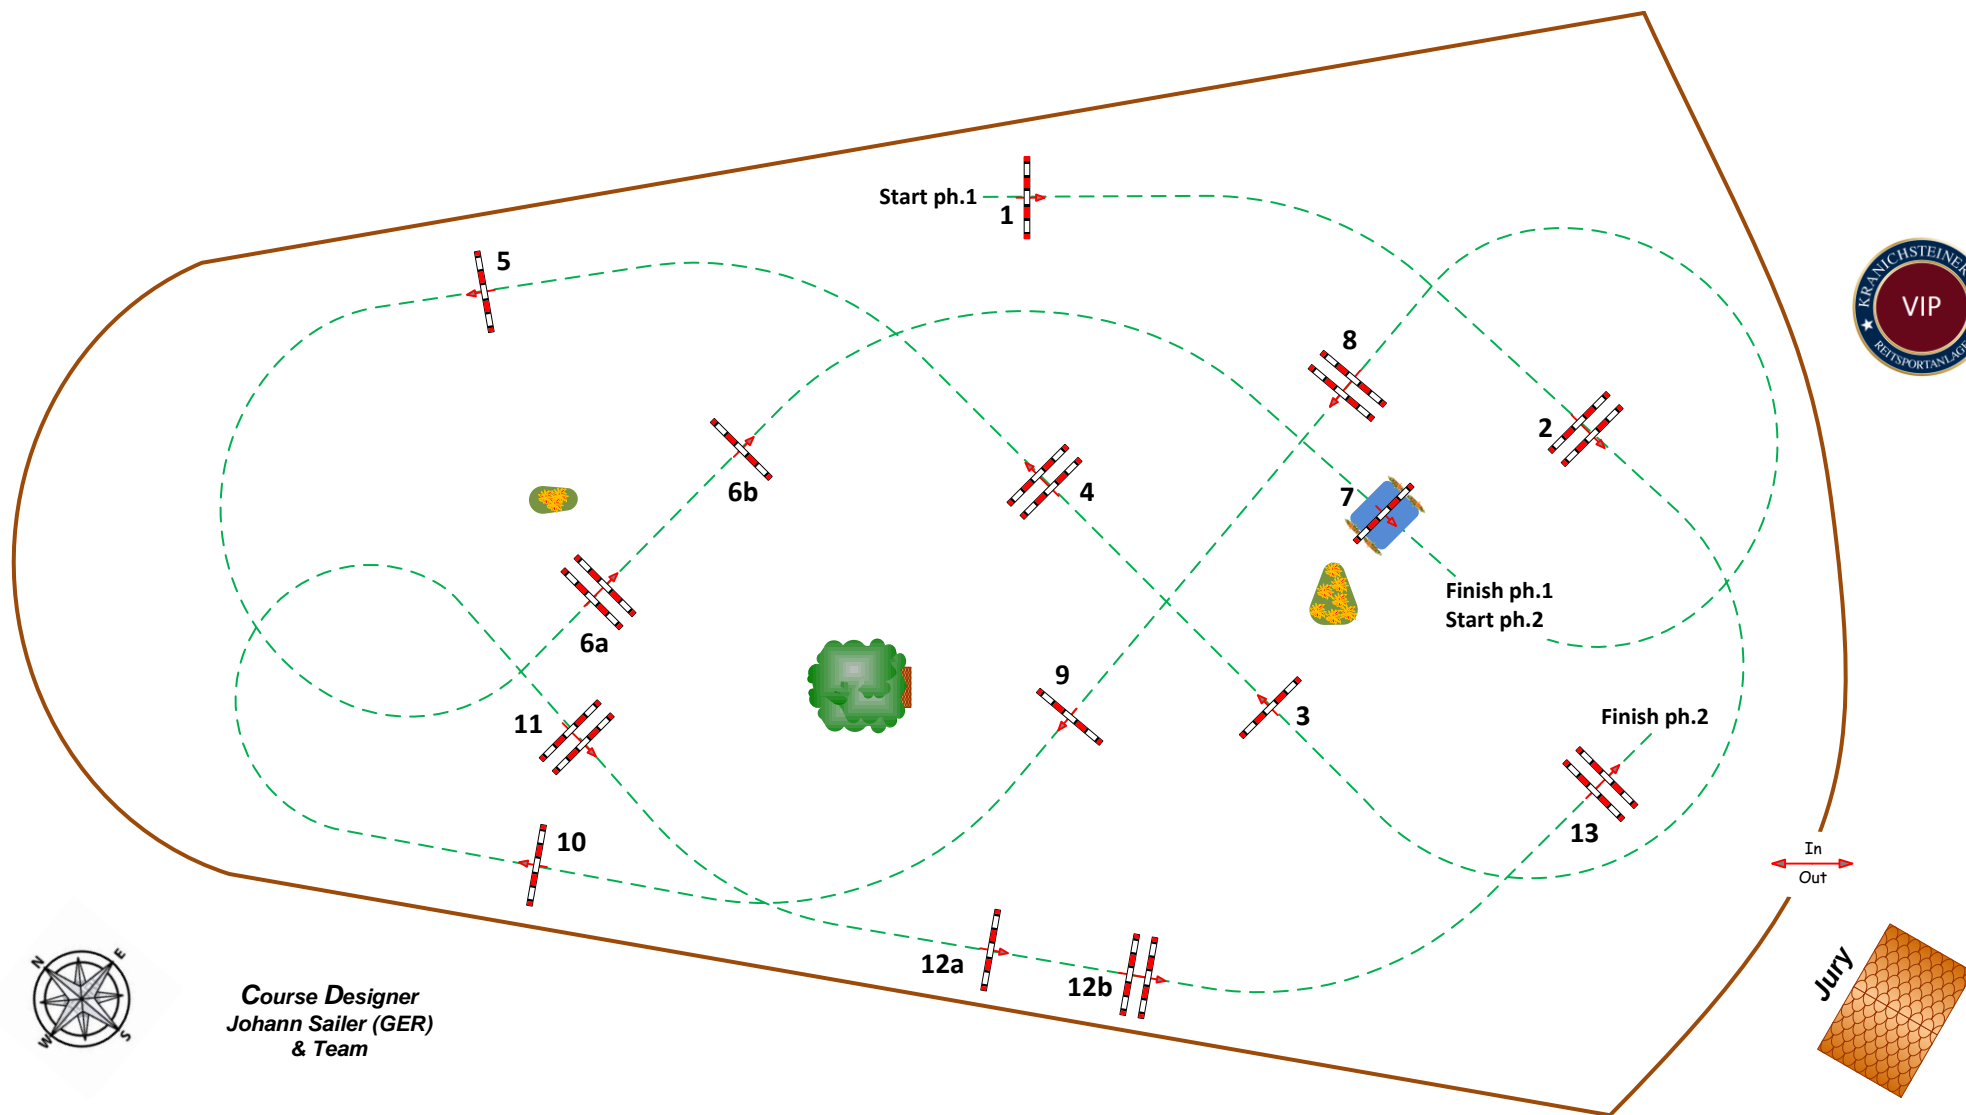 Start ph.1
1
5
8
2
4
7
6b
6a
Finish ph.1
Start ph.2
9
3
11
Finish ph.2
13
10
12a
12b
KRANICHSTEINER
VIP
REITSPORTANLAGE
In
Out
Jury
N
E
W
S
Course Designer
Johann Sailer (GER)
& Team